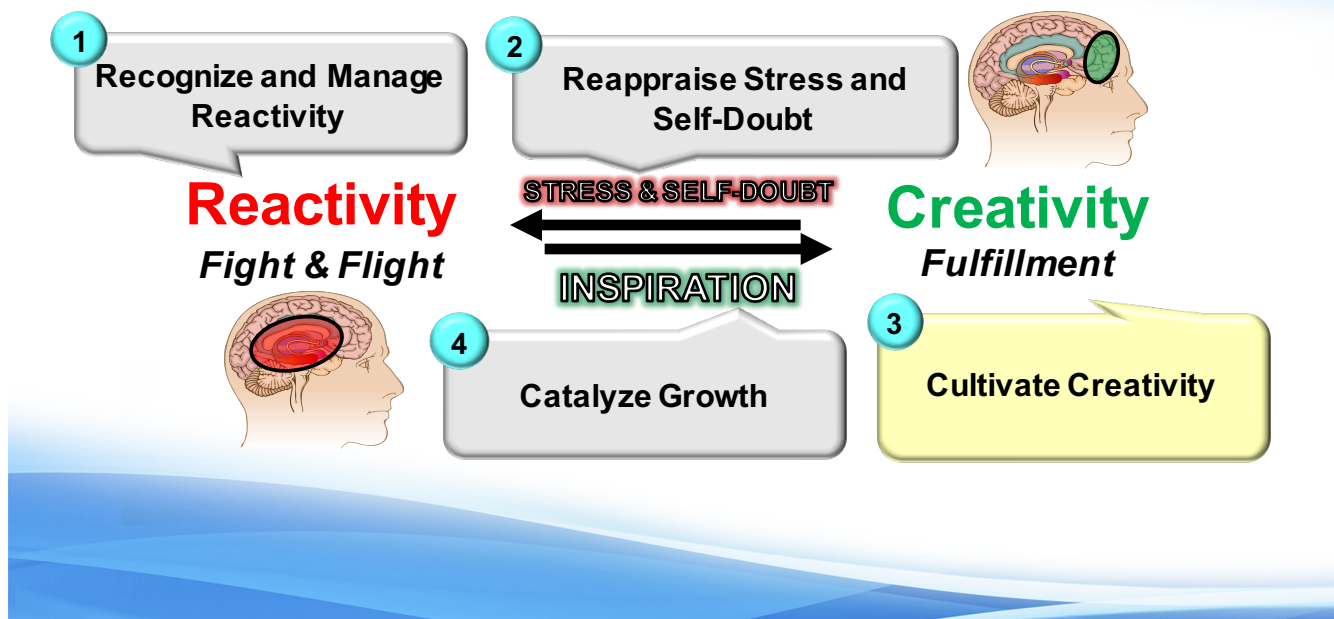 1
Recognize and Manage
Reactivity
2
Reappraise Stress and
Self-Doubt
Reactivity
Fight & Flight
STRESS & SELF-DOUBT
INSPIRATION
Creativity
Fulfillment
4
Catalyze Growth
3
Cultivate Creativity